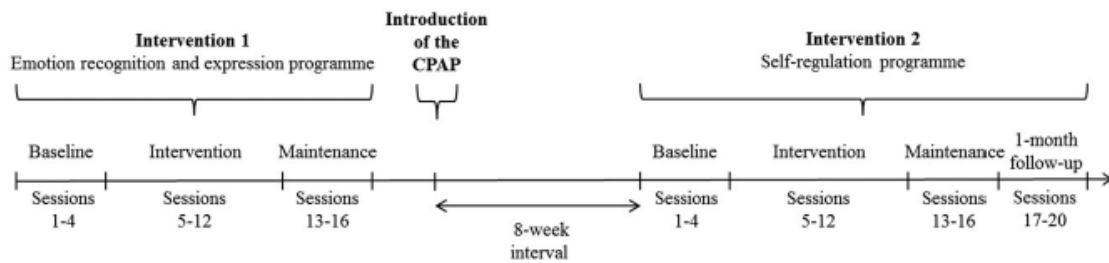 Intervention 1
Emotion recognition and expression programme
Introduction
of the
CPAP
Intervention 2
Self-regulation programme
Baseline
Intervention
Maintenance
Baseline
Intervention
Maintenance
1-month
follow-up
Sessions
1-4
Sessions
5-12
Sessions
13-16
8-week
interval
Sessions
1-4
Sessions
5-12
Sessions
13-16
Sessions
17-20